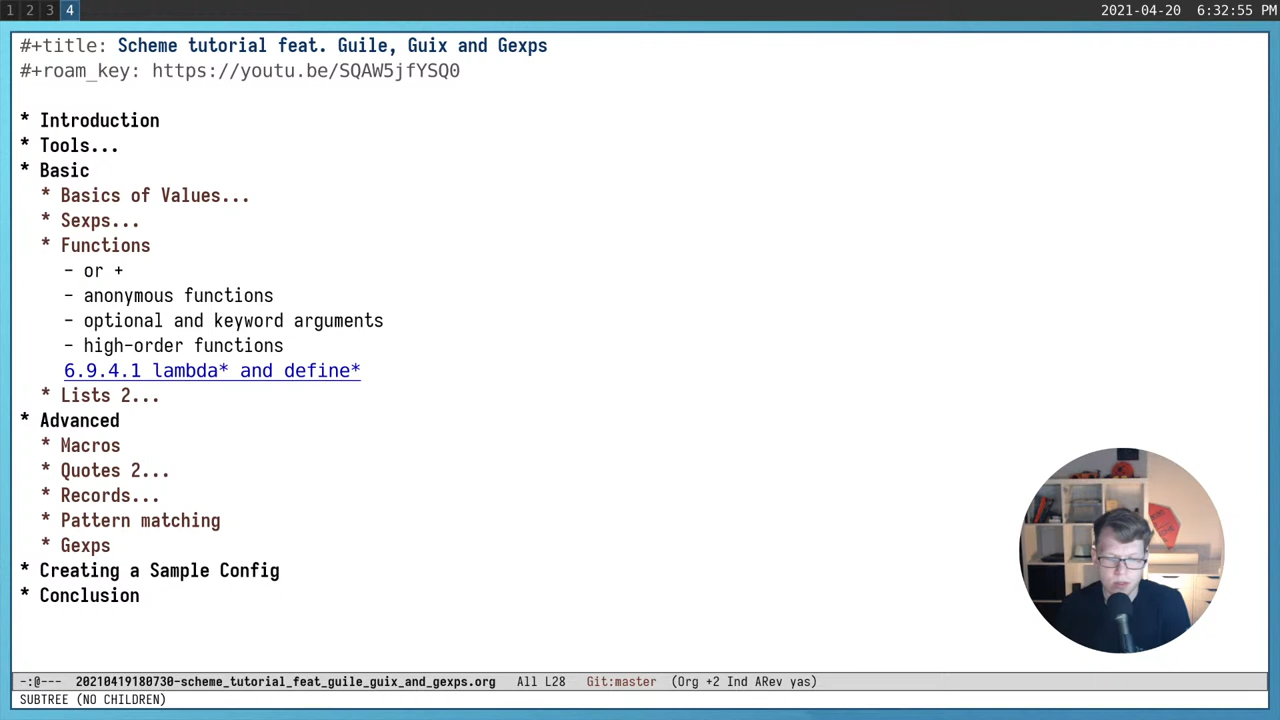 1 2 3 4 2021-04-20 6:32:55 PM
#+title: Scheme tutorial feat. Guile, Guix and Gexps
#+roam_key: https://youtu.be/SQAW5jfYSQ0
* Introduction
* Tools...
* Basic
* Basics of Values...
* Sexps...
* Functions
- or +
- anonymous functions
- optional and keyword arguments
- high-order functions
6.9.4.1 lambda* and define*
* Lists 2...
* Advanced
* Macros
* Quotes 2...
* Records...
* Pattern matching
* Gexps
* Creating a Sample Config
* Conclusion
-:@--- 20210419180730-scheme_tutorial_feat_guile_guix_and_gexps.org All L28 Git:master (Org +2 Ind ARev yas)
SUBTREE (NO CHILDREN)